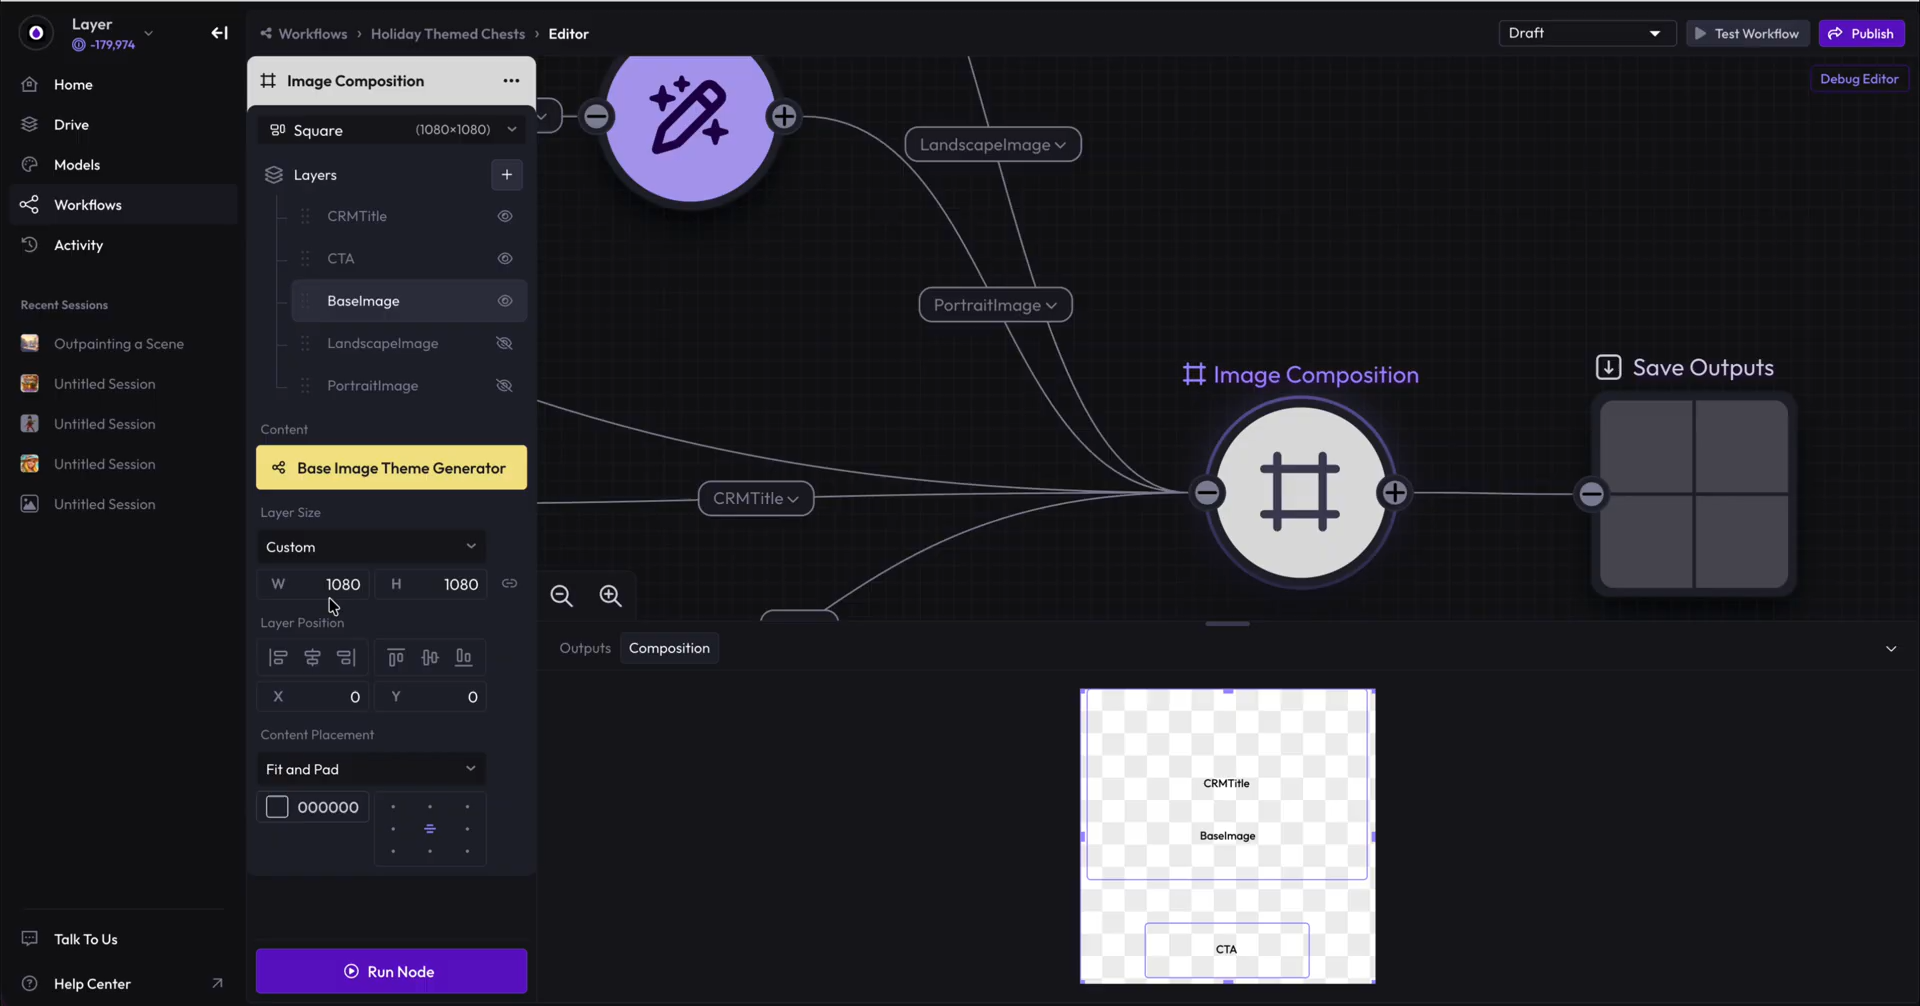 Layer
-179,974
Home
Drive
Models
Workflows
Activity
Recent Sessions
Outpainting a Scene
Untitled Session
Untitled Session
Untitled Session
Untitled Session
Talk To Us
Help Center
Workflows › Holiday Themed Chests › Editor
Draft
Test Workflow
Publish
Debug Editor
Image Composition
Square (1080×1080)
Layers
CRMTitle
CTA
BaseImage
LandscapeImage
PortraitImage
Content
Base Image Theme Generator
Layer Size
Custom
W 1080 H 1080
Layer Position
X 0 Y 0
Content Placement
Fit and Pad
000000
Run Node
LandscapeImage
PortraitImage
CRMTitle
Image Composition
Save Outputs
Outputs Composition
CRMTitle
BaseImage
CTA